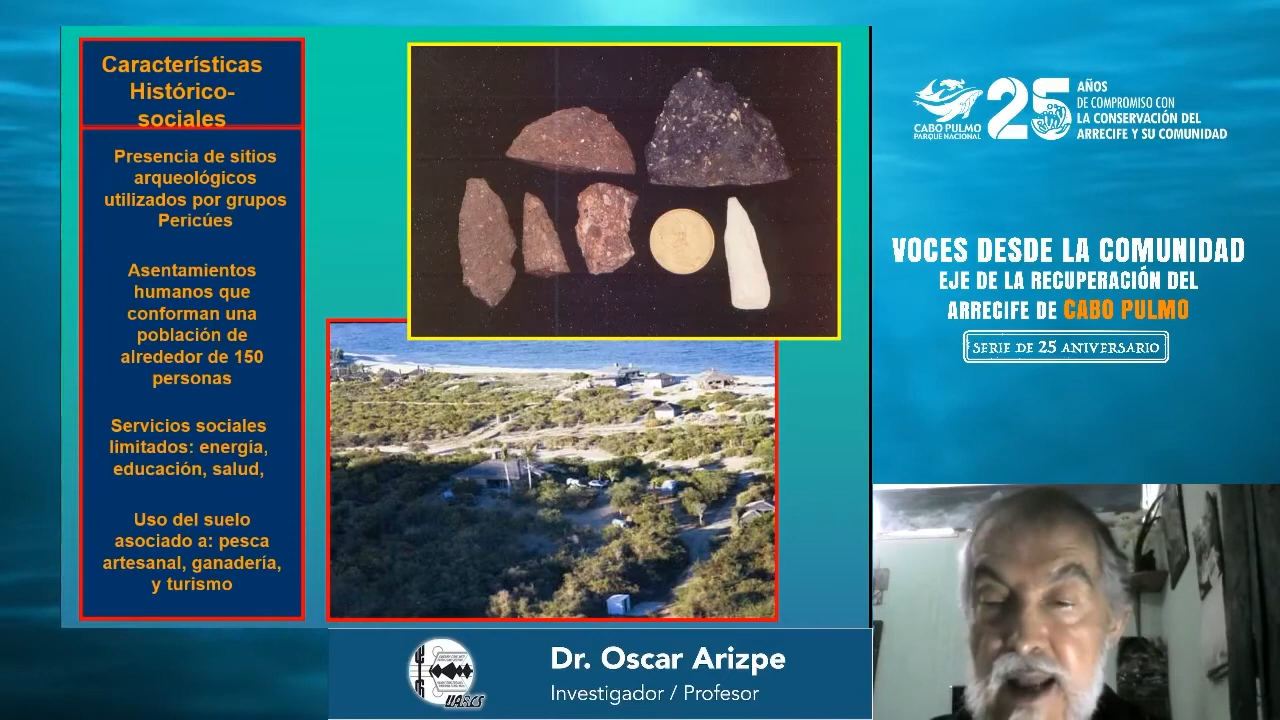 Características
Histórico-
sociales
Presencia de sitios
arqueológicos
utilizados por grupos
Pericúes
Asentamientos
humanos que
conforman una
población de
alrededor de 150
personas
Servicios sociales
limitados: energía,
educación, salud,
Uso del suelo
asociado a: pesca
artesanal, ganadería,
y turismo
CABO PULMO
PARQUE NACIONAL
25
AÑOS
DE COMPROMISO CON
LA CONSERVACIÓN DEL
ARRECIFE Y SU COMUNIDAD
VOCES DESDE LA COMUNIDAD
EJE DE LA RECUPERACIÓN DEL
ARRECIFE DE CABO PULMO
SERIE DE 25 ANIVERSARIO
Dr. Oscar Arizpe
Investigador / Profesor
UABCS